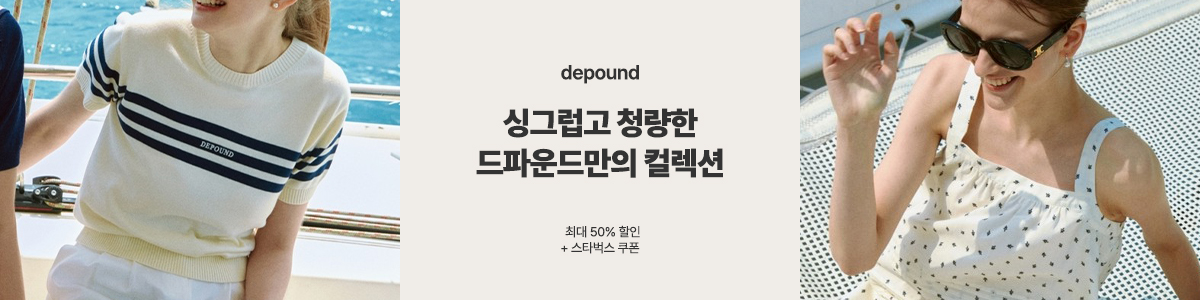 DEPOUND
depound
싱그럽고 청량한
드파운드만의 컬렉션
최대 50% 할인
+ 스타벅스 쿠폰